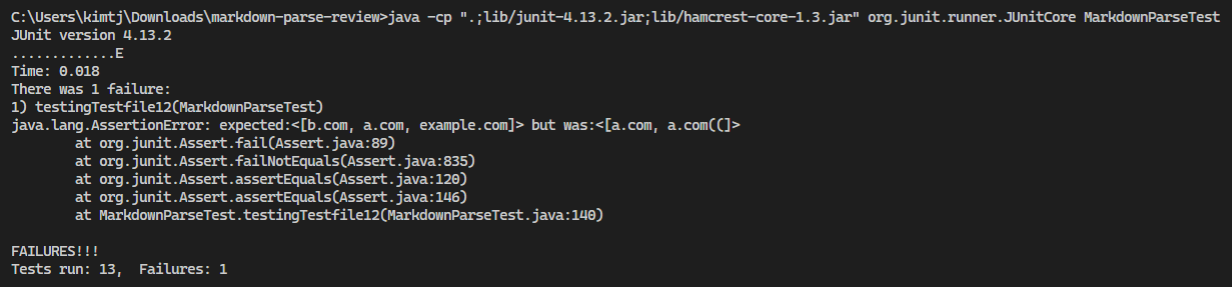 C:\Users\kimtj\Downloads\markdown-parse-review>java -cp ".;lib/junit-4.13.2.jar;lib/hamcrest-core-1.3.jar" org.junit.runner.JUnitCore MarkdownParseTest
JUnit version 4.13.2
.............E
Time: 0.018
There was 1 failure:
1) testingTestfile12(MarkdownParseTest)
java.lang.AssertionError: expected:<[b.com, a.com, example.com]> but was:<[a.com, a.com((]>
        at org.junit.Assert.fail(Assert.java:89)
        at org.junit.Assert.failNotEquals(Assert.java:835)
        at org.junit.Assert.assertEquals(Assert.java:120)
        at org.junit.Assert.assertEquals(Assert.java:146)
        at MarkdownParseTest.testingTestfile12(MarkdownParseTest.java:140)

FAILURES!!!
Tests run: 13,  Failures: 1